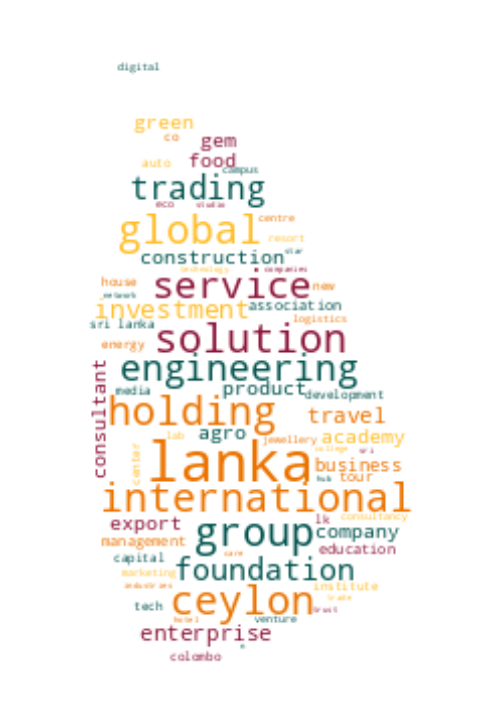 digital
green
co
gem
auto food
campus
trading
eco studio
global centre
resort
construction star
technology companies
house service new
network
investment association
sri lanka logistics
solution
energy
engineering
consultant
media product development
holding travel
lab agro jewellery academy
college sri
center lanka business
hub tour
international
export group lk consultancy
company
management education
capital care
marketing foundation
industries institute
tech ceylon trade
trust
hotel venture
enterprise
colombo